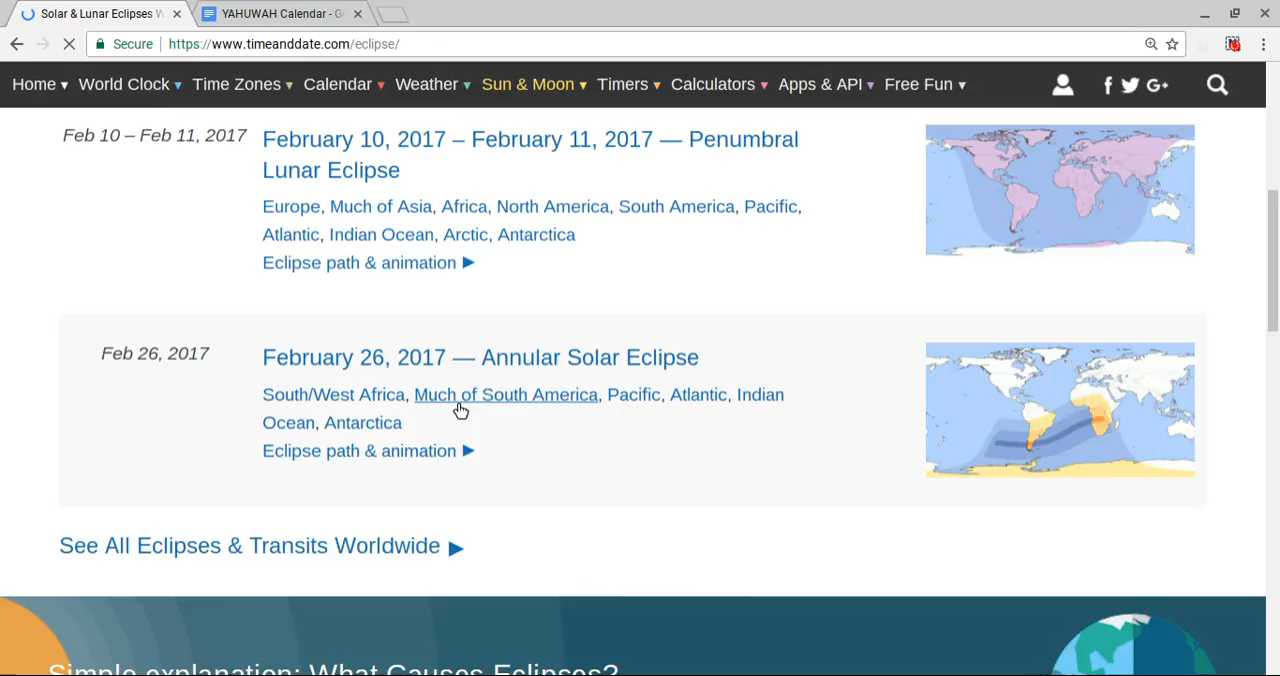 Solar & Lunar Eclipses W
YAHUWAH Calendar - G
Secure
https://www.timeanddate.com/eclipse/
Home World Clock Time Zones Calendar Weather Sun & Moon Timers Calculators Apps & API Free Fun
Feb 10 – Feb 11, 2017
February 10, 2017 – February 11, 2017 — Penumbral
Lunar Eclipse
Europe, Much of Asia, Africa, North America, South America, Pacific,
Atlantic, Indian Ocean, Arctic, Antarctica
Eclipse path & animation
Feb 26, 2017
February 26, 2017 — Annular Solar Eclipse
South/West Africa, Much of South America, Pacific, Atlantic, Indian
Ocean, Antarctica
Eclipse path & animation
See All Eclipses & Transits Worldwide
Simple explanation: What Causes Eclipses?